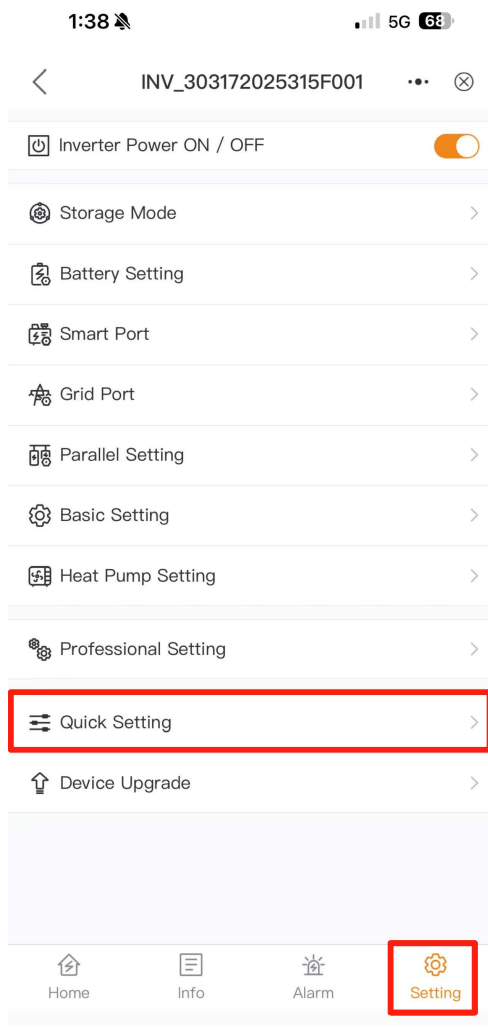 1:38
5G 68
INV_303172025315F001
Inverter Power ON / OFF
Storage Mode
Battery Setting
Smart Port
Grid Port
Parallel Setting
Basic Setting
Heat Pump Setting
Professional Setting
Quick Setting
Device Upgrade
Home Info Alarm Setting